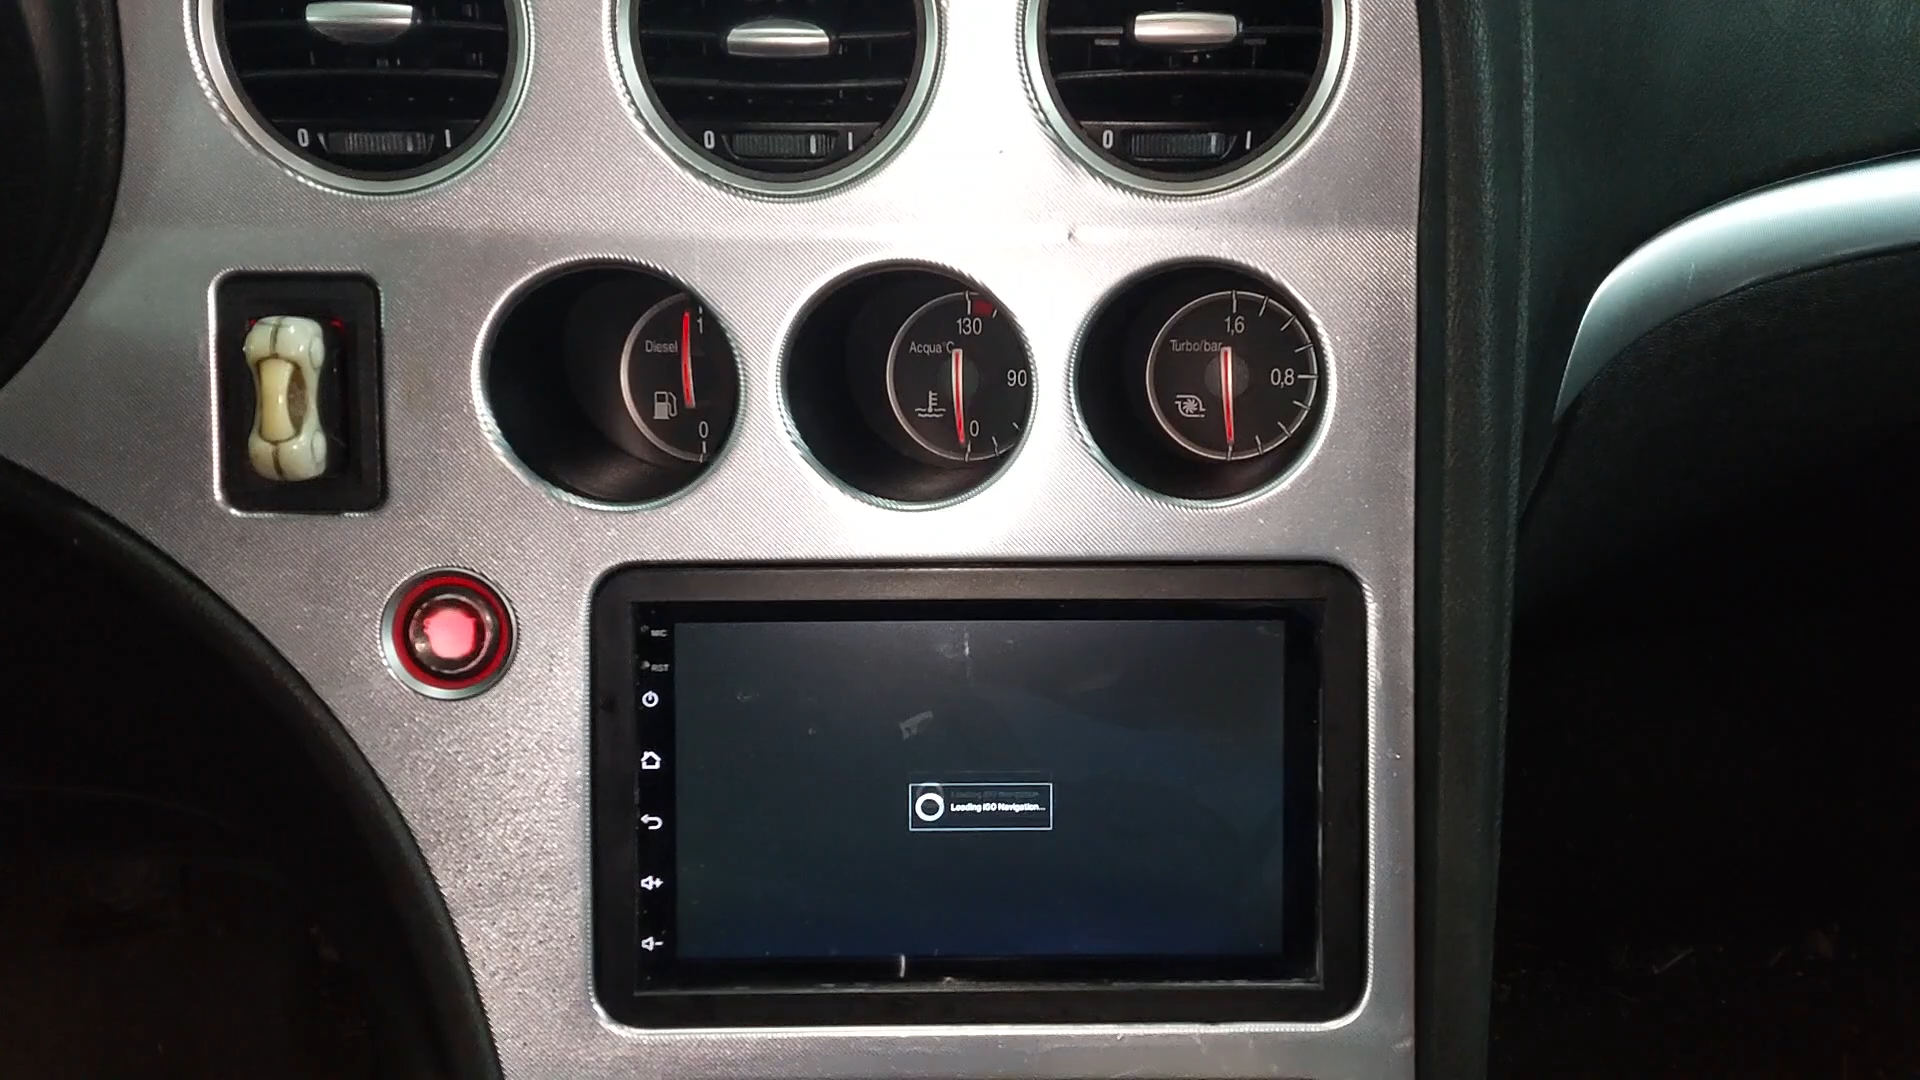 0 I
0 I
0 I
1
Diesel
0
130
Acqua°C
90
0
1,6
Turbo/bar
0,8
MIC
RST
Loading IGO Navigation...